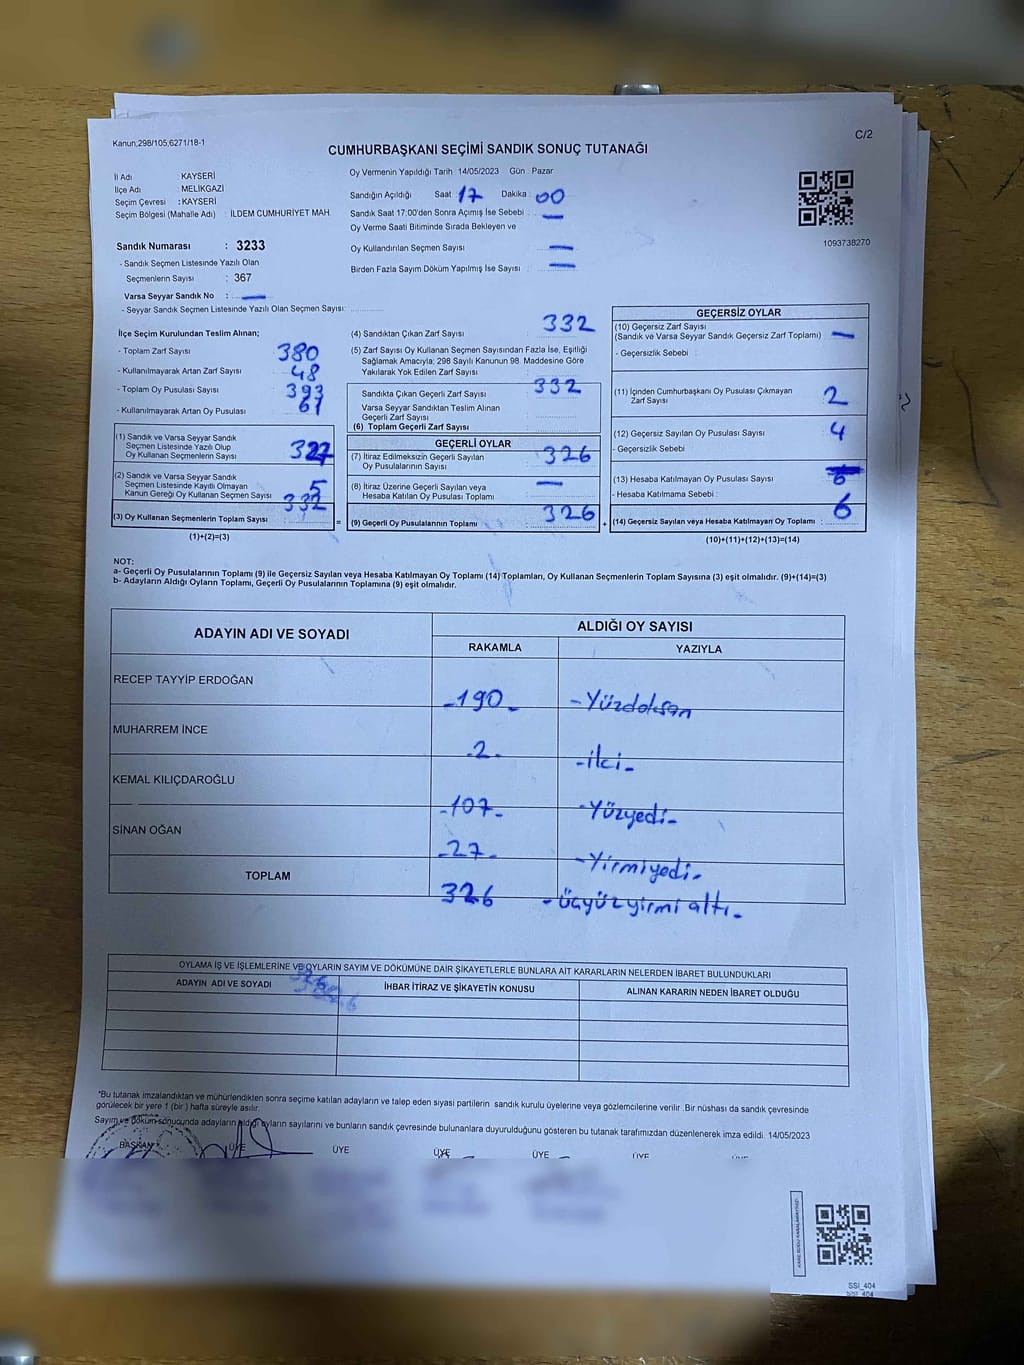 Kanun;298/105,6271/18-1
C/2
CUMHURBAŞKANI SEÇİMİ SANDIK SONUÇ TUTANAĞI
İl Adı : KAYSERİ
İlçe Adı : MELİKGAZİ
Seçim Çevresi : KAYSERİ
Seçim Bölgesi (Mahalle Adı) : İLDEM CUMHURİYET MAH.
Oy Vermenin Yapıldığı Tarih 14/05/2023 Gün : Pazar
Sandığın Açıldığı Saat 17 Dakika : 00
Sandık Saat 17:00'den Sonra Açımış İse Sebebi : —
Oy Verme Saati Bitiminde Sırada Bekleyen ve
Oy Kullandırılan Seçmen Sayısı —
Birden Fazla Sayım Döküm Yapılmış İse Sayısı : —
1093738270
Sandık Numarası : 3233
- Sandık Seçmen Listesinde Yazılı Olan
Seçmenlerin Sayısı : 367
Varsa Seyyar Sandık No : —
- Seyyar Sandık Seçmen Listesinde Yazılı Olan Seçmen Sayısı:
İlçe Seçim Kurulundan Teslim Alınan;
- Toplam Zarf Sayısı 380
- Kullanılmayarak Artan Zarf Sayısı 48
- Toplam Oy Pusulası Sayısı 393
- Kullanılmayarak Artan Oy Pusulası 61
(1) Sandık ve Varsa Seyyar Sandık
Seçmen Listesinde Yazılı Olup
Oy Kullanan Seçmenlerin Sayısı 327
(2) Sandık ve Varsa Seyyar Sandık
Seçmen Listesinde Kayıtlı Olmayan
Kanun Gereği Oy Kullanan Seçmen Sayısı 5
(3) Oy Kullanan Seçmenlerin Toplam Sayısı 332
(1)+(2)=(3)
=
(4) Sandıktan Çıkan Zarf Sayısı 332
(5) Zarf Sayısı Oy Kullanan Seçmen Sayısından Fazla İse, Eşitliği
Sağlamak Amacıyla; 298 Sayılı Kanunun 98. Maddesine Göre
Yakılarak Yok Edilen Zarf Sayısı
Sandıkta Çıkan Geçerli Zarf Sayısı 332
Varsa Seyyar Sandıktan Teslim Alınan
Geçerli Zarf Sayısı
(6) Toplam Geçerli Zarf Sayısı
GEÇERLİ OYLAR
(7) İtiraz Edilmeksizin Geçerli Sayılan
Oy Pusulalarının Sayısı 326
(8) İtiraz Üzerine Geçerli Sayılan veya
Hesaba Katılan Oy Pusulası Toplamı —
(9) Geçerli Oy Pusulalarının Toplamı 326
+
GEÇERSİZ OYLAR
(10) Geçersiz Zarf Sayısı
(Sandık ve Varsa Seyyar Sandık Geçersiz Zarf Toplamı) —
- Geçersizlik Sebebi
(11) İçinden Cumhurbaşkanı Oy Pusulası Çıkmayan
Zarf Sayısı 2
(12) Geçersiz Sayılan Oy Pusulası Sayısı 4
- Geçersizlik Sebebi
(13) Hesaba Katılmayan Oy Pusulası Sayısı
- Hesaba Katılmama Sebebi :
(14) Geçersiz Sayılan veya Hesaba Katılmayan Oy Toplamı : 6
(10)+(11)+(12)+(13)=(14)
NOT:
a- Geçerli Oy Pusulalarının Toplamı (9) ile Geçersiz Sayılan veya Hesaba Katılmayan Oy Toplamı (14) Toplamları, Oy Kullanan Seçmenlerin Toplam Sayısına (3) eşit olmalıdır. (9)+(14)=(3)
b- Adayların Aldığı Oyların Toplamı, Geçerli Oy Pusulalarının Toplamına (9) eşit olmalıdır.
ADAYIN ADI VE SOYADI
ALDIĞI OY SAYISI
RAKAMLA YAZIYLA
RECEP TAYYİP ERDOĞAN -190- -Yüzdoksan
MUHARREM İNCE -2- -iki-
KEMAL KILIÇDAROĞLU -107- -Yüzyedi-
SİNAN OĞAN -27- -Yirmiyedi-
TOPLAM 326 -üçyüzyirmi altı-
OYLAMA İŞ VE İŞLEMLERİNE VE OYLARIN SAYIM VE DÖKÜMÜNE DAİR ŞİKAYETLERLE BUNLARA AİT KARARLARIN NELERDEN İBARET BULUNDUKLARI
ADAYIN ADI VE SOYADI İHBAR İTİRAZ VE ŞİKAYETİN KONUSU ALINAN KARARIN NEDEN İBARET OLDUĞU
*Bu tutanak imzalandıktan ve mühürlendikten sonra seçime katılan adayların ve talep eden siyasi partilerin sandık kurulu üyelerine veya gözlemcilerine verilir. Bir nüshası da sandık çevresinde
görülecek bir yere 1 (bir ) hafta süreyle asılır.
Sayım ve döküm sonucunda adayların aldığı oyların sayılarını ve bunların sandık çevresinde bulunanlara duyurulduğunu gösteren bu tutanak tarafımızdan düzenlenerek imza edildi. 14/05/2023
BAŞKAN ÜYE ÜYE ÜYE ÜYE ÜYE
SSİ_404